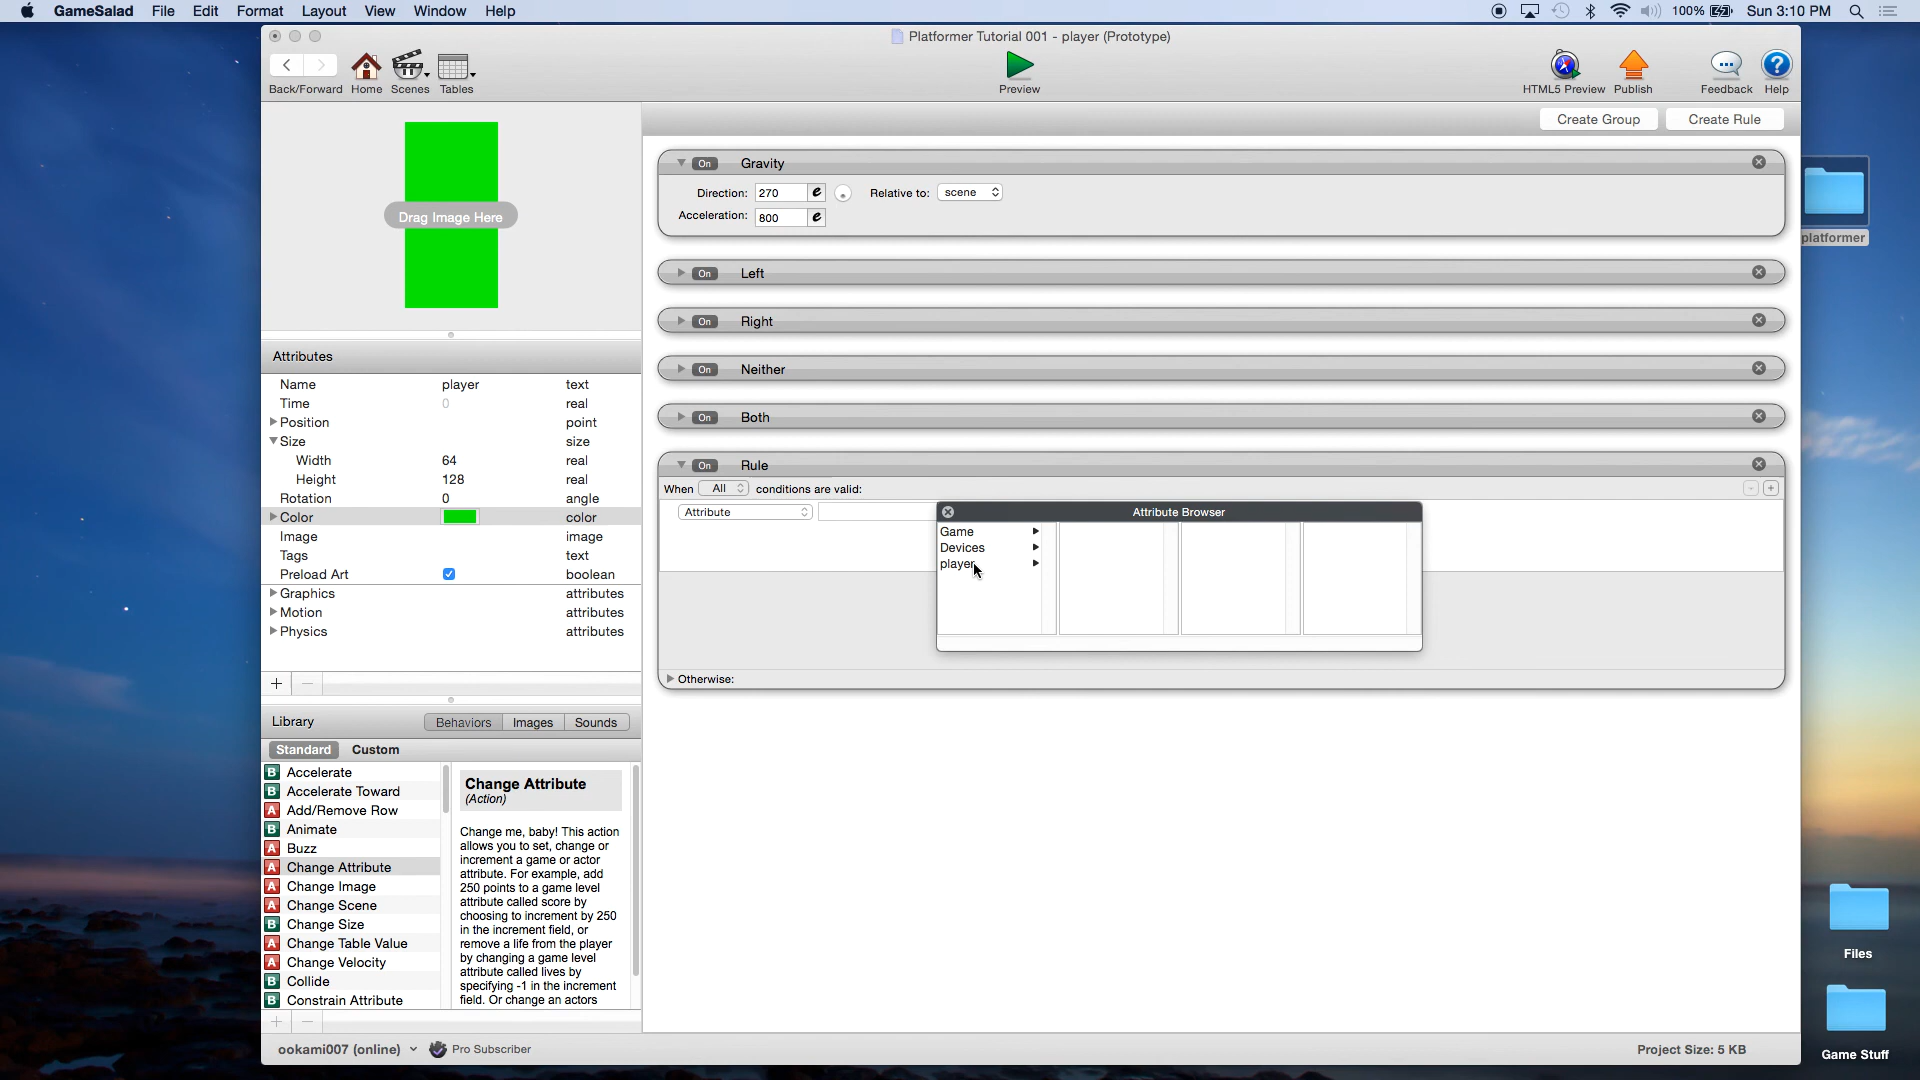 GameSalad File Edit Format Layout View Window Help
100% Sun 3:10 PM
Platformer Tutorial 001 - player (Prototype)
Back/Forward Home Scenes Tables
Preview
HTML5 Preview Publish Feedback Help
Create Group Create Rule
Drag Image Here
On Gravity
Direction: 270 e Relative to: scene
Acceleration: 800 e
On Left
On Right
On Neither
On Both
On Rule
When All conditions are valid:
Attribute
Attribute Browser
Game
Devices
player
Otherwise:
Attributes
Name player text
Time 0 real
Position point
Size size
Width 64 real
Height 128 real
Rotation 0 angle
Color color
Image image
Tags text
Preload Art boolean
Graphics attributes
Motion attributes
Physics attributes
+ −
Library Behaviors Images Sounds
Standard Custom
B Accelerate
B Accelerate Toward
A Add/Remove Row
B Animate
A Buzz
A Change Attribute
A Change Image
A Change Scene
B Change Size
A Change Table Value
A Change Velocity
B Collide
B Constrain Attribute
Change Attribute
(Action)
Change me, baby! This action
allows you to set, change or
increment a game or actor
attribute. For example, add
250 points to a game level
attribute called score by
choosing to increment by 250
in the increment field, or
remove a life from the player
by changing a game level
attribute called lives by
specifying -1 in the increment
field. Or change an actors
+ −
ookami007 (online) Pro Subscriber
Project Size: 5 KB
platformer
Files
Game Stuff